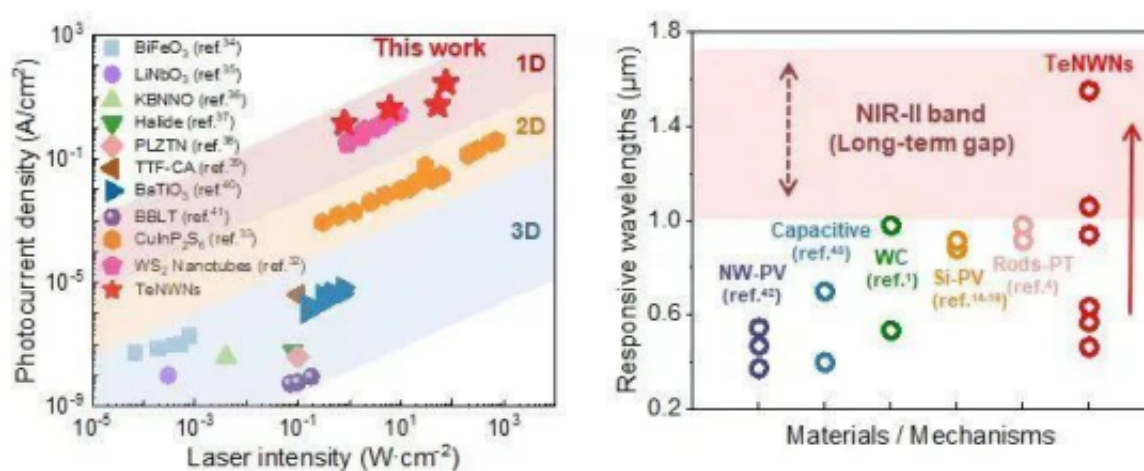 10³
10⁻¹
10⁻⁵
10⁻⁹
Photocurrent density (A/cm²)
BiFeO₃ (ref.³⁴)
LiNbO₃ (ref.³⁵)
KBNNO (ref.³⁶)
Halide (ref.³⁷)
PLZTN (ref.³⁸)
TTF-CA (ref.³⁹)
BaTiO₃ (ref.⁴⁰)
BBLT (ref.⁴¹)
CuInP₂S₆ (ref.³³)
WS₂ Nanotubes (ref.³²)
TeNWNs
This work
1D
2D
3D
10⁻⁵ 10⁻³ 10⁻¹ 10¹ 10³
Laser intensity (W·cm⁻²)
Responsive wavelengths (µm)
1.8
1.4
1.0
0.6
0.2
TeNWNs
NIR-II band
(Long-term gap)
NW-PV
(ref.⁴²)
Capacitive
WC
(ref.¹)
Si-PV
Rods-PT
(ref.⁴)
Materials / Mechanisms